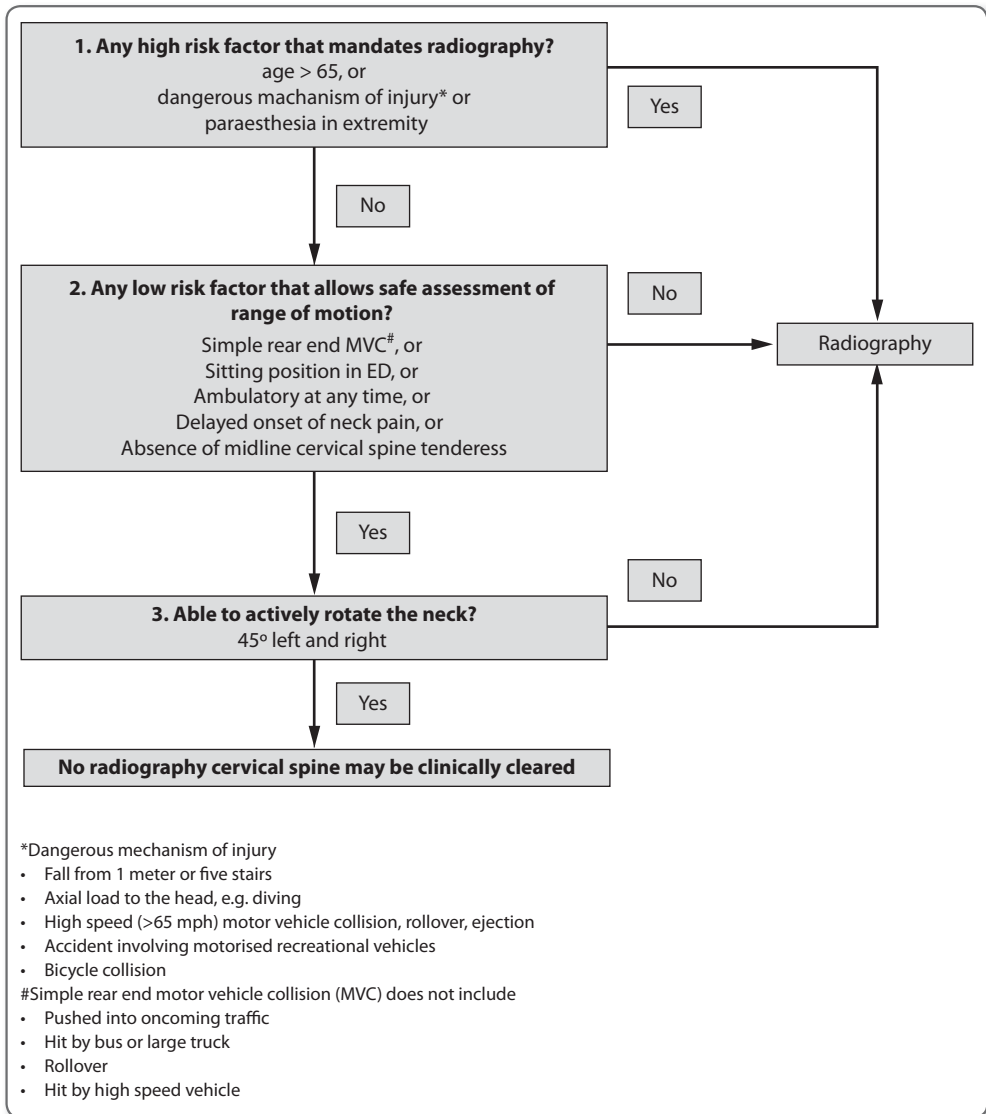 1. Any high risk factor that mandates radiography?
age > 65, or
dangerous machanism of injury* or
paraesthesia in extremity
Yes
No
2. Any low risk factor that allows safe assessment of
range of motion?
Simple rear end MVC#, or
Sitting position in ED, or
Ambulatory at any time, or
Delayed onset of neck pain, or
Absence of midline cervical spine tenderess
No
Radiography
Yes
No
3. Able to actively rotate the neck?
45º left and right
Yes
No radiography cervical spine may be clinically cleared
*Dangerous mechanism of injury
• Fall from 1 meter or five stairs
• Axial load to the head, e.g. diving
• High speed (>65 mph) motor vehicle collision, rollover, ejection
• Accident involving motorised recreational vehicles
• Bicycle collision
#Simple rear end motor vehicle collision (MVC) does not include
• Pushed into oncoming traffic
• Hit by bus or large truck
• Rollover
• Hit by high speed vehicle